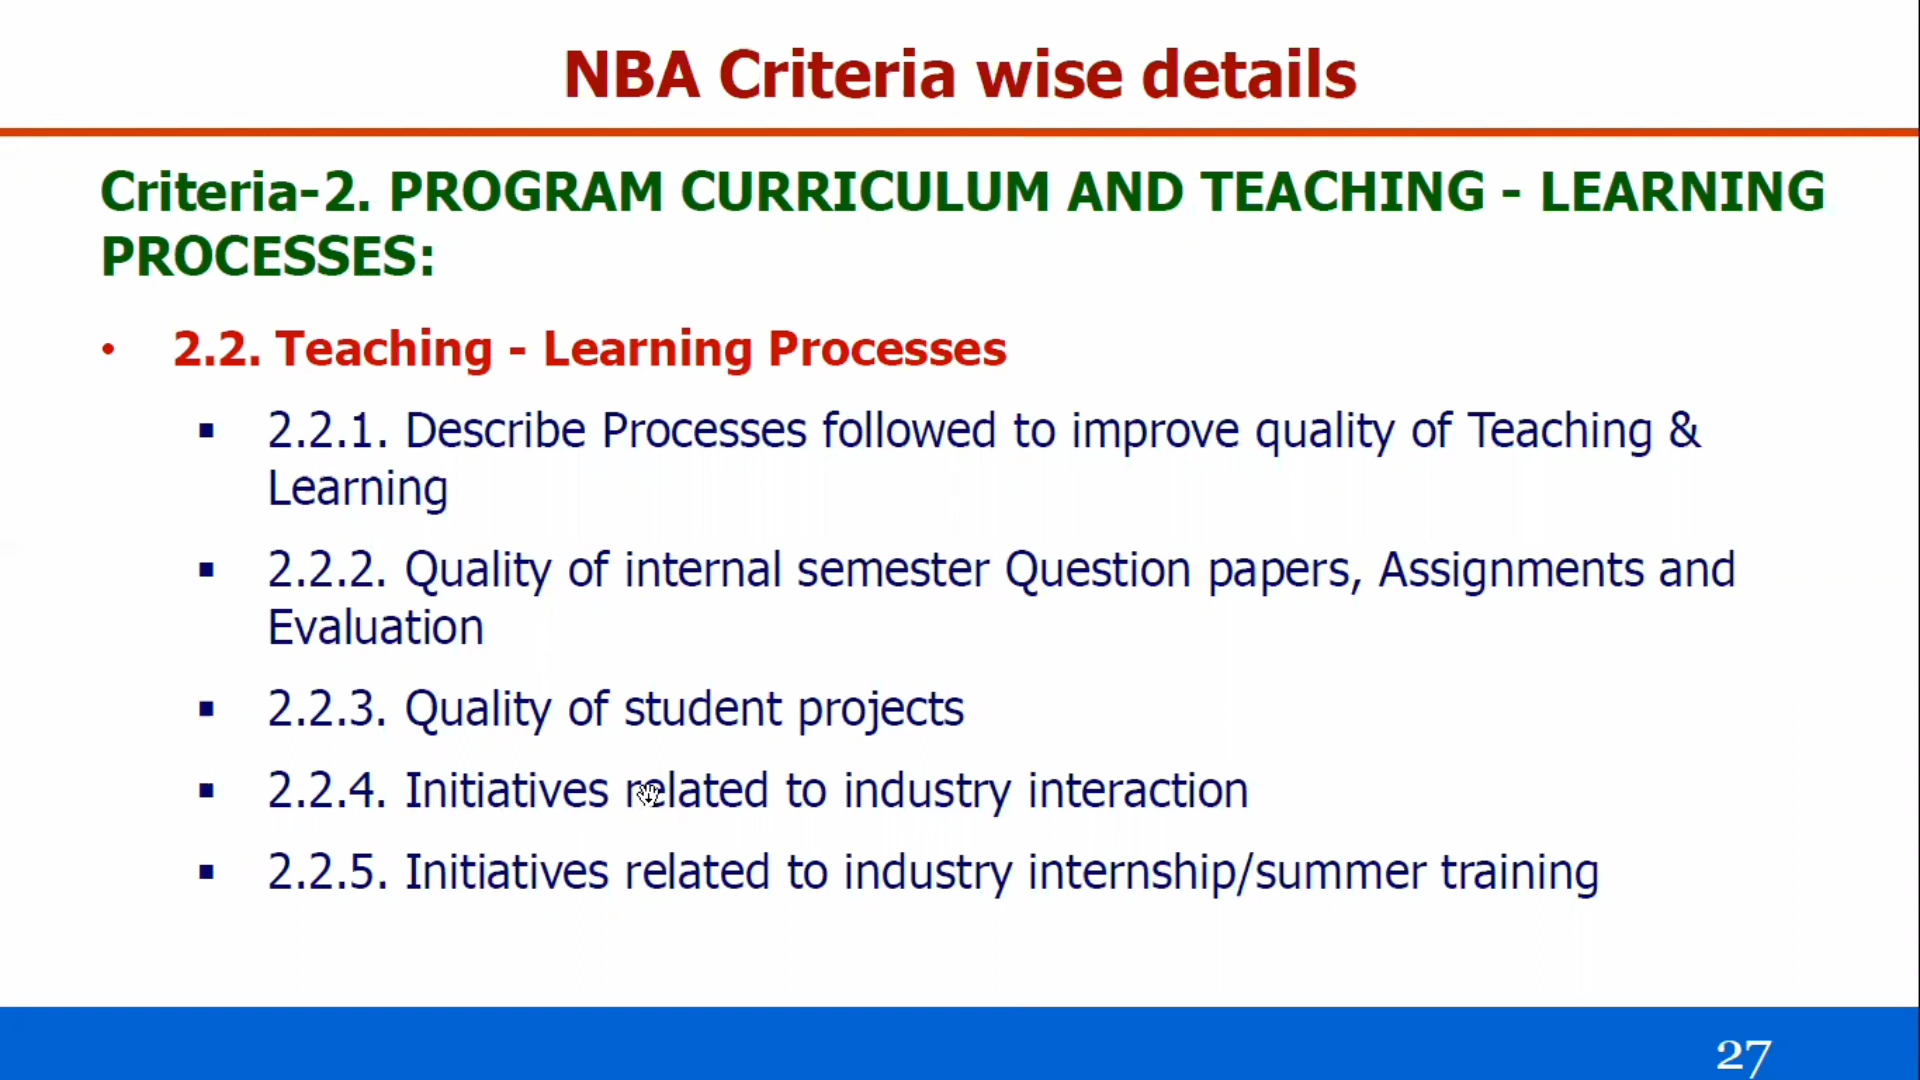 NBA Criteria wise details
Criteria-2. PROGRAM CURRICULUM AND TEACHING - LEARNING
PROCESSES:
• 2.2. Teaching - Learning Processes
▪ 2.2.1. Describe Processes followed to improve quality of Teaching &
Learning
▪ 2.2.2. Quality of internal semester Question papers, Assignments and
Evaluation
▪ 2.2.3. Quality of student projects
▪ 2.2.4. Initiatives related to industry interaction
▪ 2.2.5. Initiatives related to industry internship/summer training
27